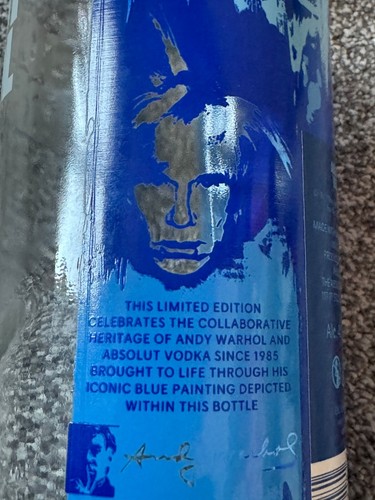 THIS LIMITED EDITION
CELEBRATES THE COLLABORATIVE
HERITAGE OF ANDY WARHOL AND
ABSOLUT VODKA SINCE 1985
BROUGHT TO LIFE THROUGH HIS
ICONIC BLUE PAINTING DEPICTED
WITHIN THIS BOTTLE